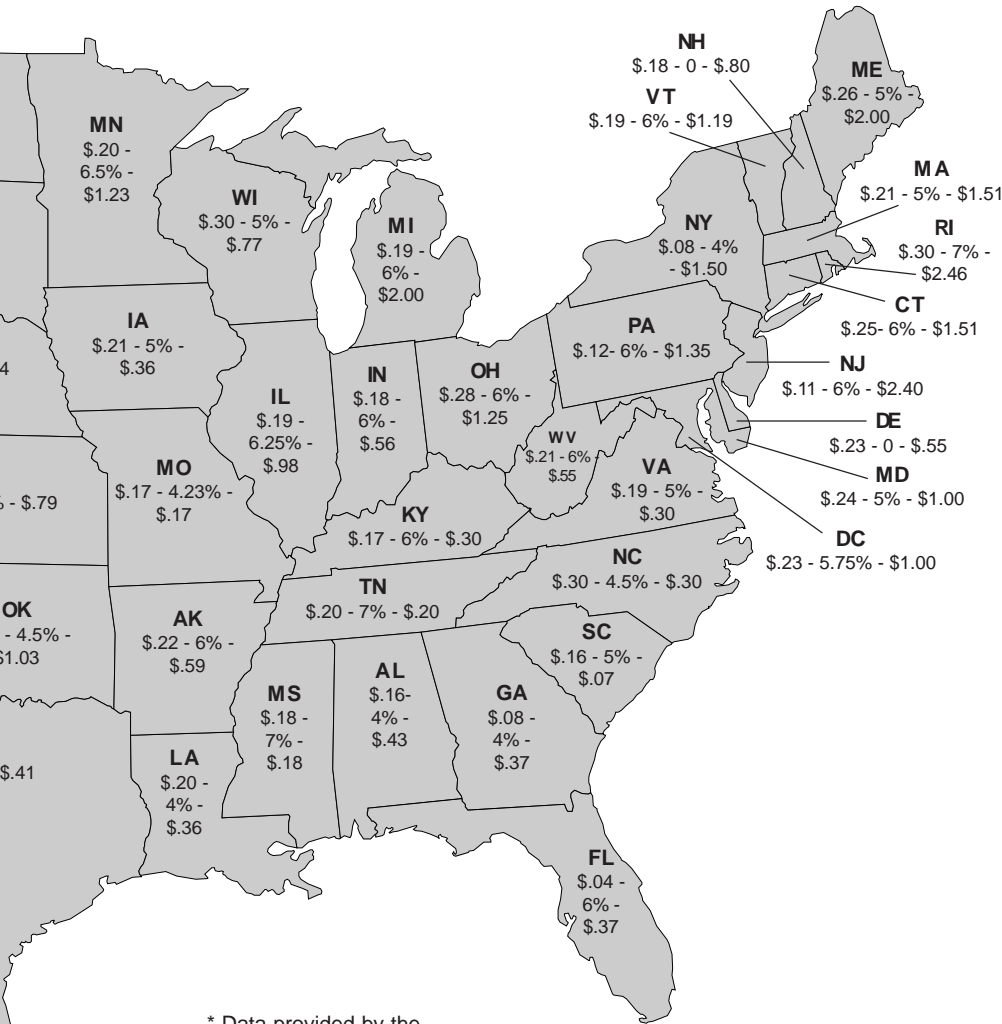 NH
$.18 - 0 - $.80
ME
$.26 - 5% -
$2.00
VT
$.19 - 6% - $1.19
MN
$.20 -
6.5% -
$1.23
WI
$.30 - 5% -
$.77
MI
$.19 -
6% -
$2.00
NY
$.08 - 4%
- $1.50
MA
$.21 - 5% - $1.51
RI
$.30 - 7% -
$2.46
CT
$.25- 6% - $1.51
IA
$.21 - 5% -
$.36
PA
$.12- 6% - $1.35
NJ
$.11 - 6% - $2.40
4
IL
$.19 -
6.25% -
$.98
IN
$.18 -
6% -
$.56
OH
$.28 - 6% -
$1.25
DE
$.23 - 0 - $.55
WV
$.21 - 6% -
$.55
MD
$.24 - 5% - $1.00
MO
$.17 - 4.23% -
$.17
VA
$.19 - 5% -
$.30
% - $.79
KY
$.17 - 6% - $.30
DC
$.23 - 5.75% - $1.00
NC
$.30 - 4.5% - $.30
TN
$.20 - 7% - $.20
OK
- 4.5% -
$1.03
AK
$.22 - 6% -
$.59
SC
$.16 - 5% -
$.07
MS
$.18 -
7% -
$.18
AL
$.16-
4% -
$.43
GA
$.08 -
4% -
$.37
$.41
LA
$.20 -
4% -
$.36
FL
$.04 -
6% -
$.37
* Data provided by the